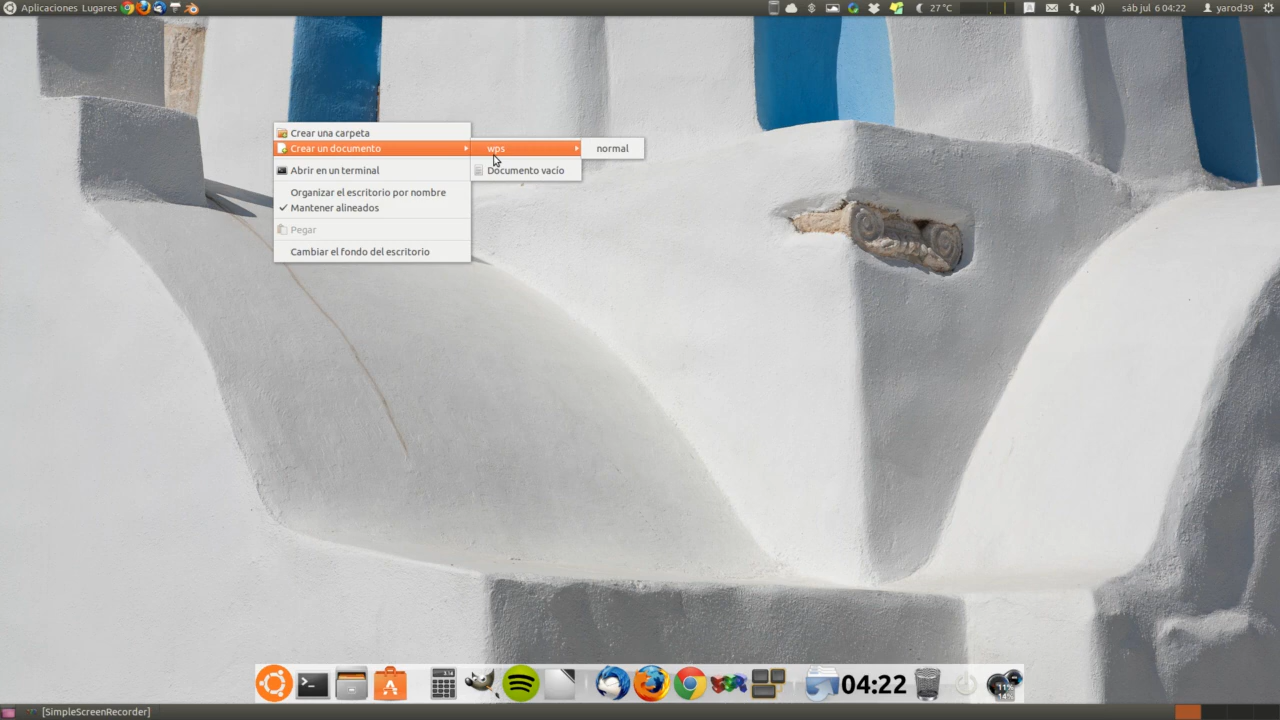 Aplicaciones Lugares
27 °C
sáb jul 6 04:22
yarod39
Crear una carpeta
Crear un documento
wps
normal
Abrir en un terminal
Documento vacío
Organizar el escritorio por nombre
Mantener alineados
Pegar
Cambiar el fondo del escritorio
04:22
[SimpleScreenRecorder]